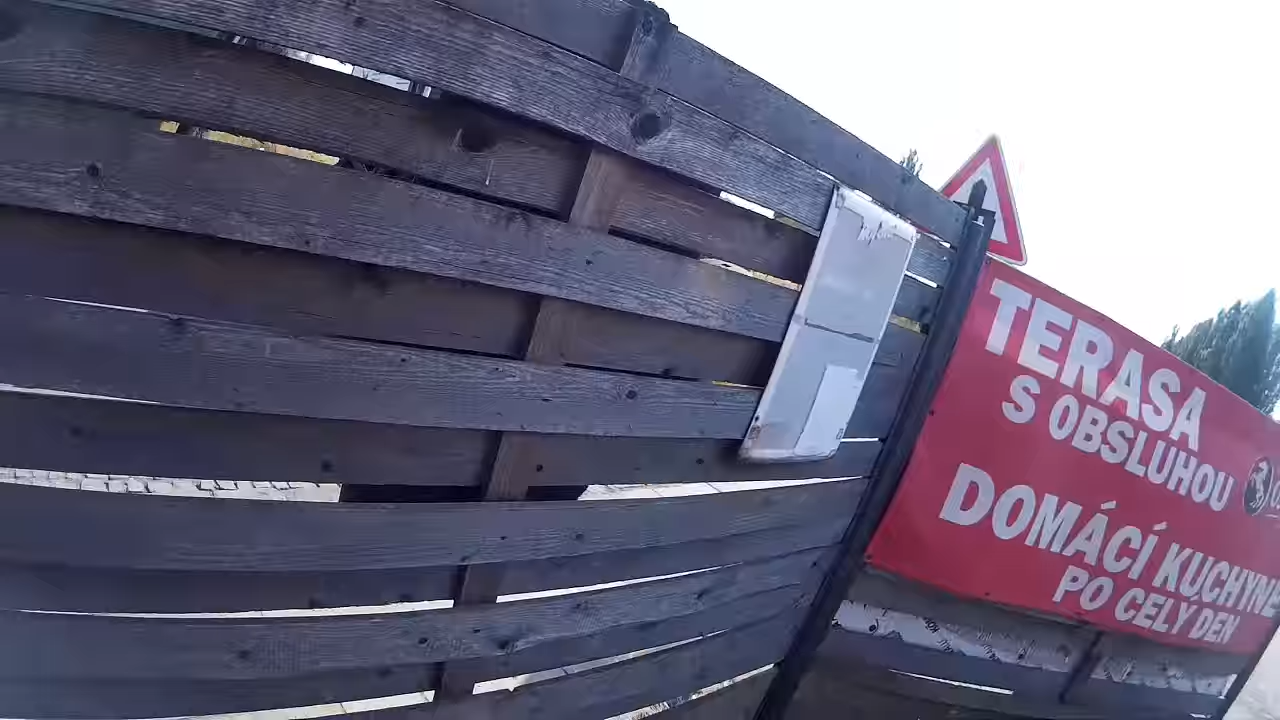 TERASA
S OBSLUHOU
DOMÁCÍ KUCHYNĚ
PO CELÝ DEN